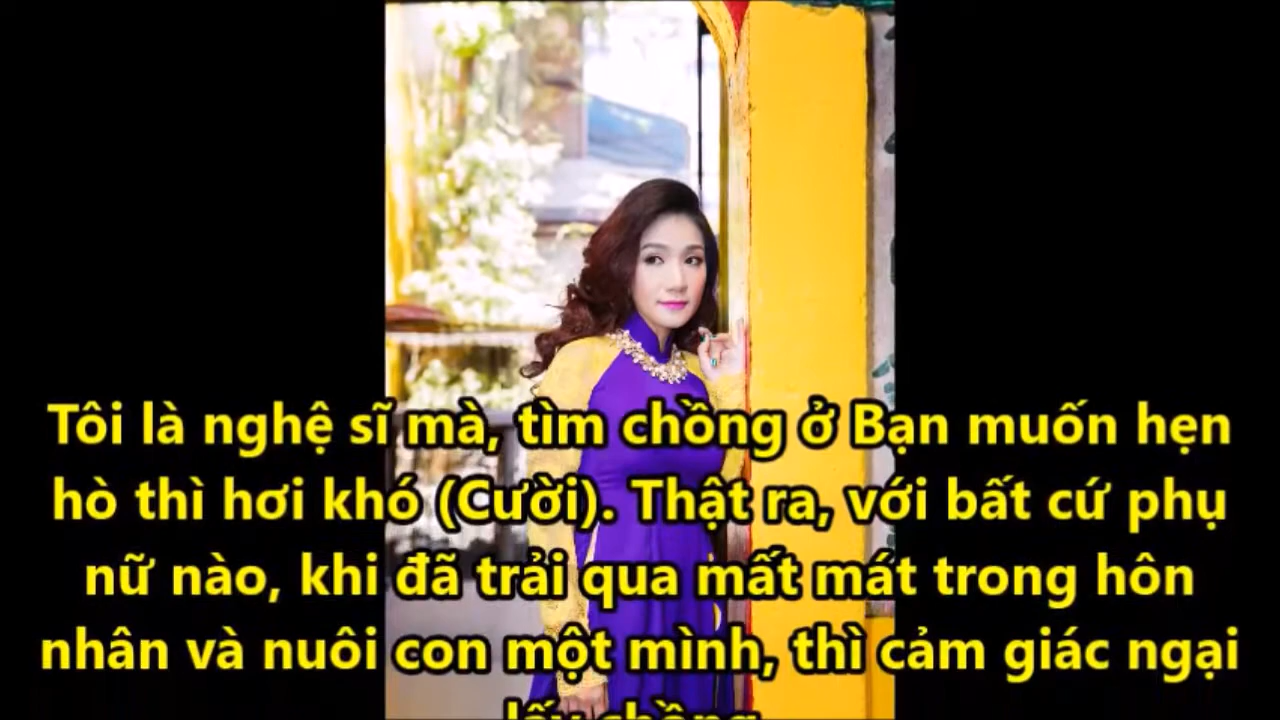 Tôi là nghệ sĩ mà, tìm chồng ở Bạn muốn hẹn
hò thì hơi khó (Cười). Thật ra, với bất cứ phụ
nữ nào, khi đã trải qua mất mát trong hôn
nhân và nuôi con một mình, thì cảm giác ngại
lấy chồng